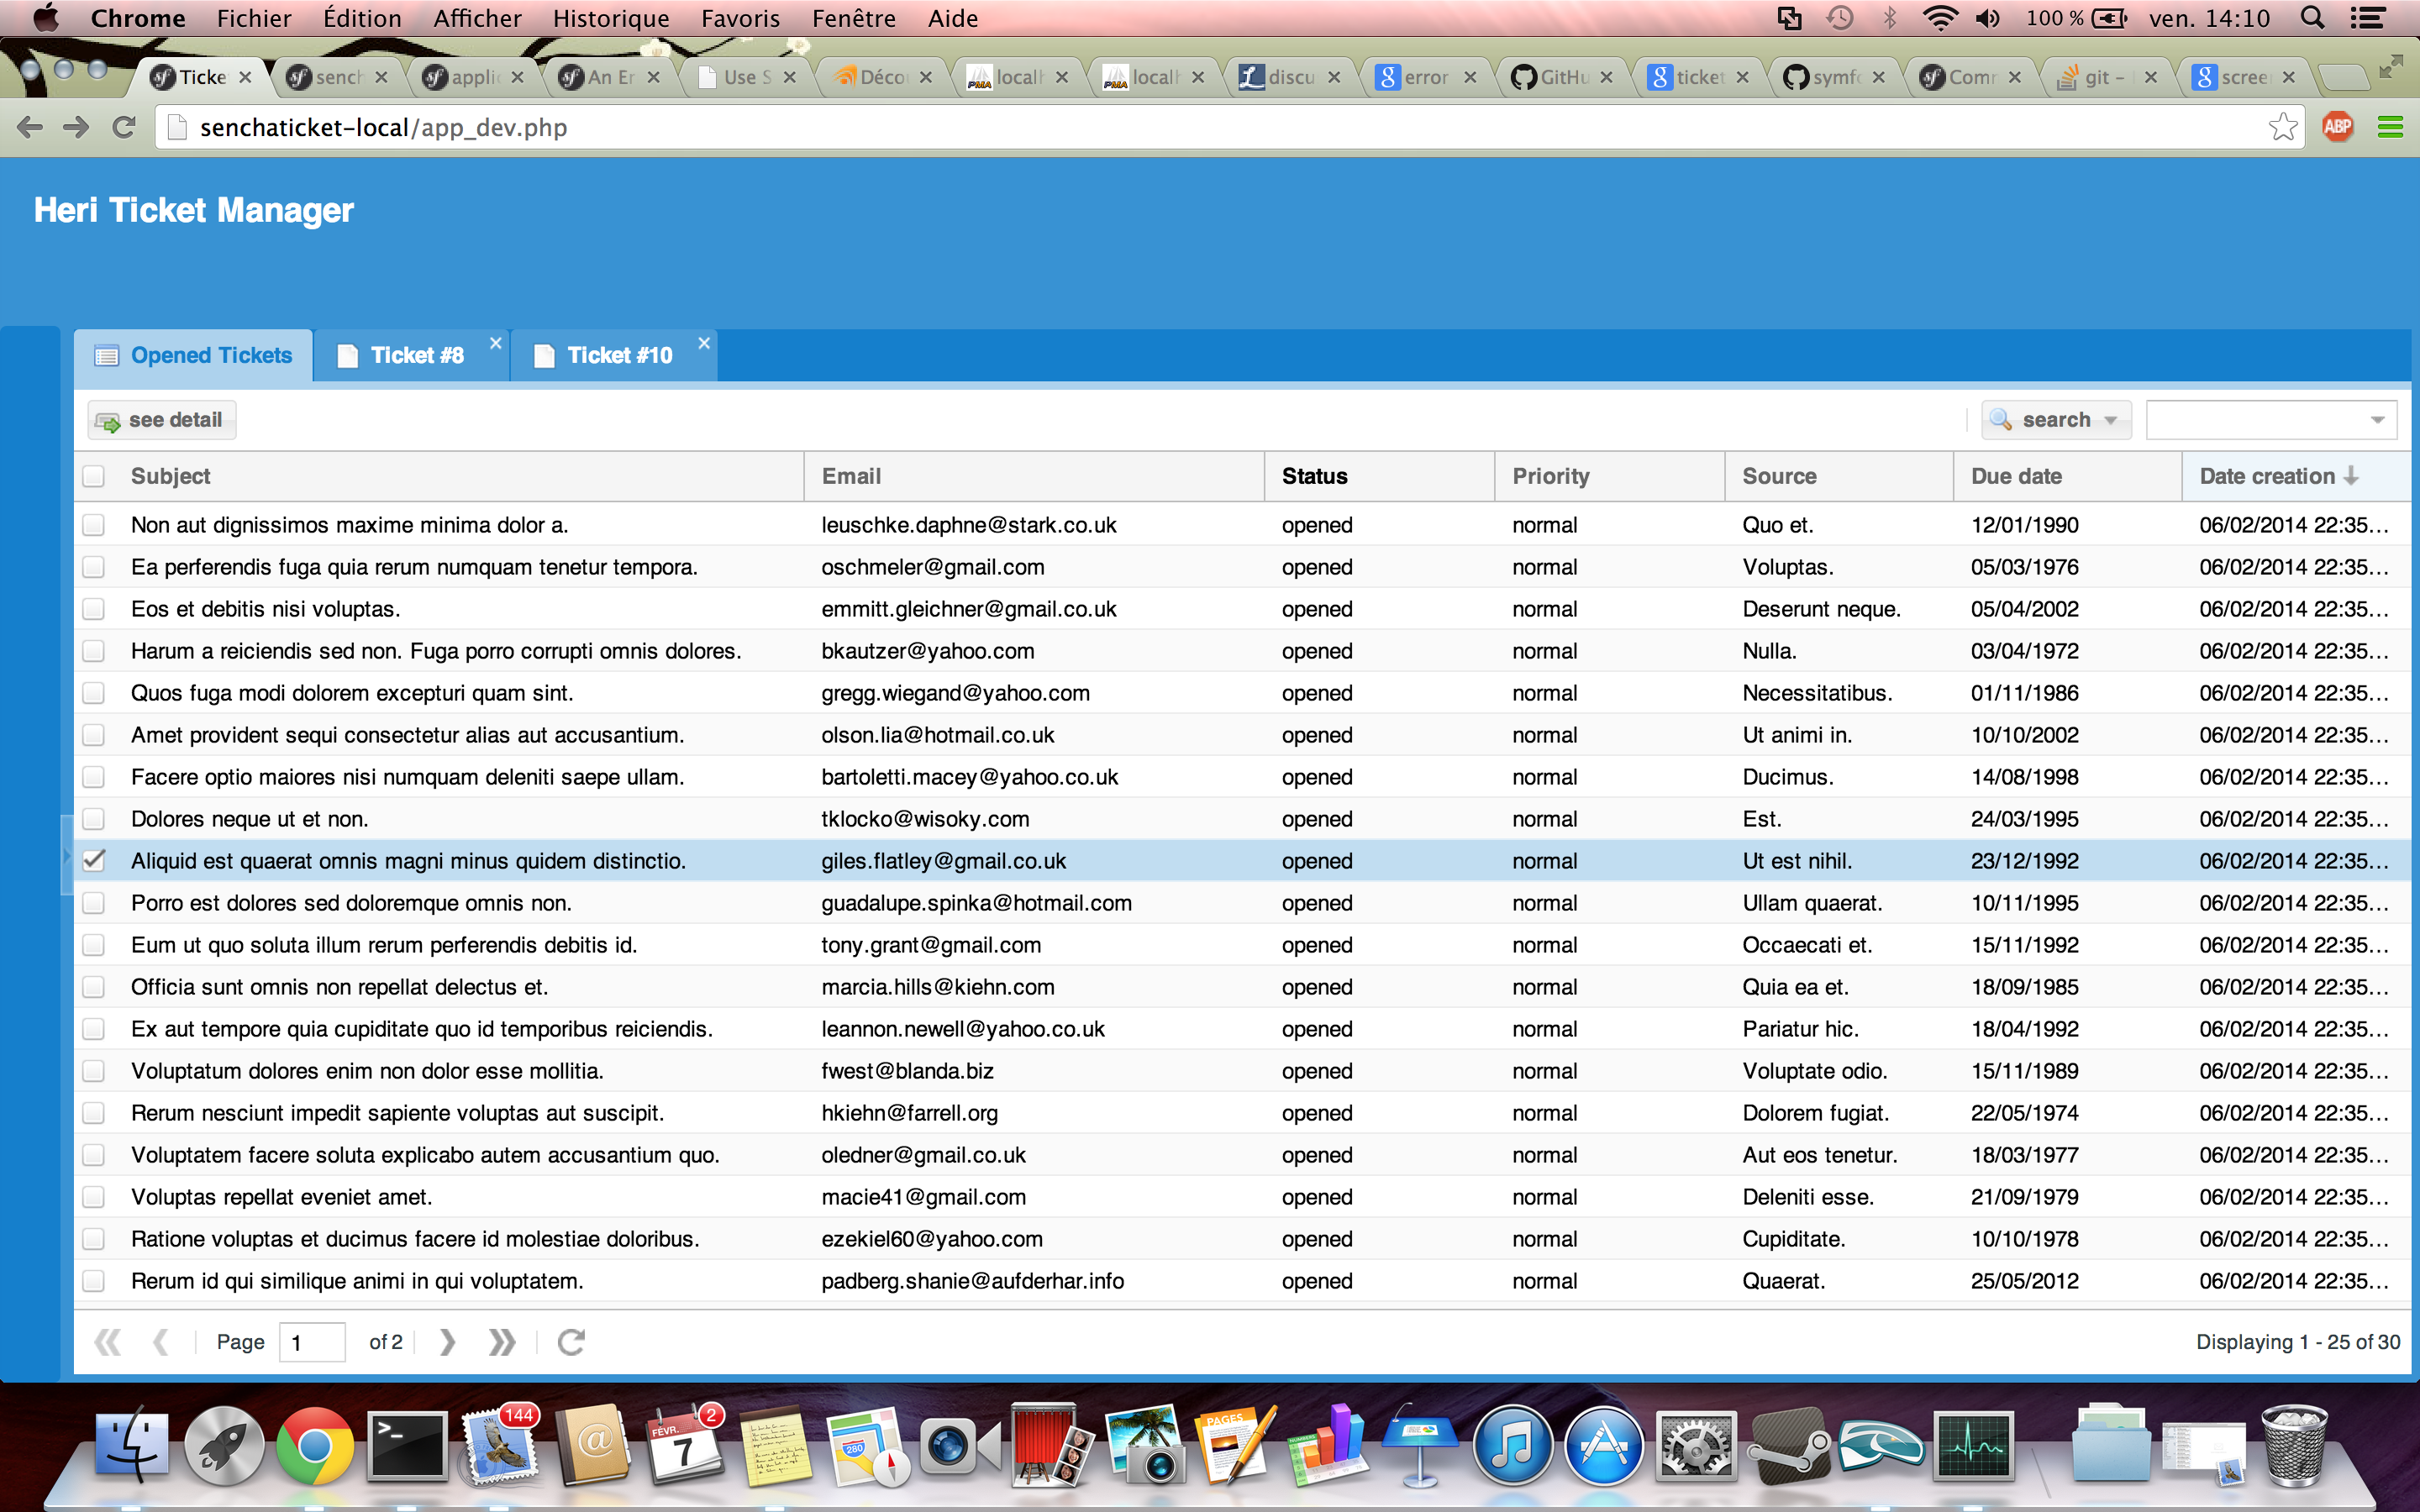 Chrome Fichier Édition Afficher Historique Favoris Fenêtre Aide 100 % ven. 14:10
Ticke sench applic An Er Use S Décor localh localh discu error GitHu ticket symfo Comr git - screen
senchaticket-local/app_dev.php
Heri Ticket Manager
Opened Tickets Ticket #8 Ticket #10
see detail search
Subject Email Status Priority Source Due date Date creation
Non aut dignissimos maxime minima dolor a. leuschke.daphne@stark.co.uk opened normal Quo et. 12/01/1990 06/02/2014 22:35...
Ea perferendis fuga quia rerum numquam tenetur tempora. oschmeler@gmail.com opened normal Voluptas. 05/03/1976 06/02/2014 22:35...
Eos et debitis nisi voluptas. emmitt.gleichner@gmail.co.uk opened normal Deserunt neque. 05/04/2002 06/02/2014 22:35...
Harum a reiciendis sed non. Fuga porro corrupti omnis dolores. bkautzer@yahoo.com opened normal Nulla. 03/04/1972 06/02/2014 22:35...
Quos fuga modi dolorem excepturi quam sint. gregg.wiegand@yahoo.com opened normal Necessitatibus. 01/11/1986 06/02/2014 22:35...
Amet provident sequi consectetur alias aut accusantium. olson.lia@hotmail.co.uk opened normal Ut animi in. 10/10/2002 06/02/2014 22:35...
Facere optio maiores nisi numquam deleniti saepe ullam. bartoletti.macey@yahoo.co.uk opened normal Ducimus. 14/08/1998 06/02/2014 22:35...
Dolores neque ut et non. tklocko@wisoky.com opened normal Est. 24/03/1995 06/02/2014 22:35...
Aliquid est quaerat omnis magni minus quidem distinctio. giles.flatley@gmail.co.uk opened normal Ut est nihil. 23/12/1992 06/02/2014 22:35...
Porro est dolores sed doloremque omnis non. guadalupe.spinka@hotmail.com opened normal Ullam quaerat. 10/11/1995 06/02/2014 22:35...
Eum ut quo soluta illum rerum perferendis debitis id. tony.grant@gmail.com opened normal Occaecati et. 15/11/1992 06/02/2014 22:35...
Officia sunt omnis non repellat delectus et. marcia.hills@kiehn.com opened normal Quia ea et. 18/09/1985 06/02/2014 22:35...
Ex aut tempore quia cupiditate quo id temporibus reiciendis. leannon.newell@yahoo.co.uk opened normal Pariatur hic. 18/04/1992 06/02/2014 22:35...
Voluptatum dolores enim non dolor esse mollitia. fwest@blanda.biz opened normal Voluptate odio. 15/11/1989 06/02/2014 22:35...
Rerum nesciunt impedit sapiente voluptas aut suscipit. hkiehn@farrell.org opened normal Dolorem fugiat. 22/05/1974 06/02/2014 22:35...
Voluptatem facere soluta explicabo autem accusantium quo. oledner@gmail.co.uk opened normal Aut eos tenetur. 18/03/1977 06/02/2014 22:35...
Voluptas repellat eveniet amet. macie41@gmail.com opened normal Deleniti esse. 21/09/1979 06/02/2014 22:35...
Ratione voluptas et ducimus facere id molestiae doloribus. ezekiel60@yahoo.com opened normal Cupiditate. 10/10/1978 06/02/2014 22:35...
Rerum id qui similique animi in qui voluptatem. padberg.shanie@aufderhar.info opened normal Quaerat. 25/05/2012 06/02/2014 22:35...
Page 1 of 2 Displaying 1 - 25 of 30
144 2
FÉVR. 7 280 PAGES